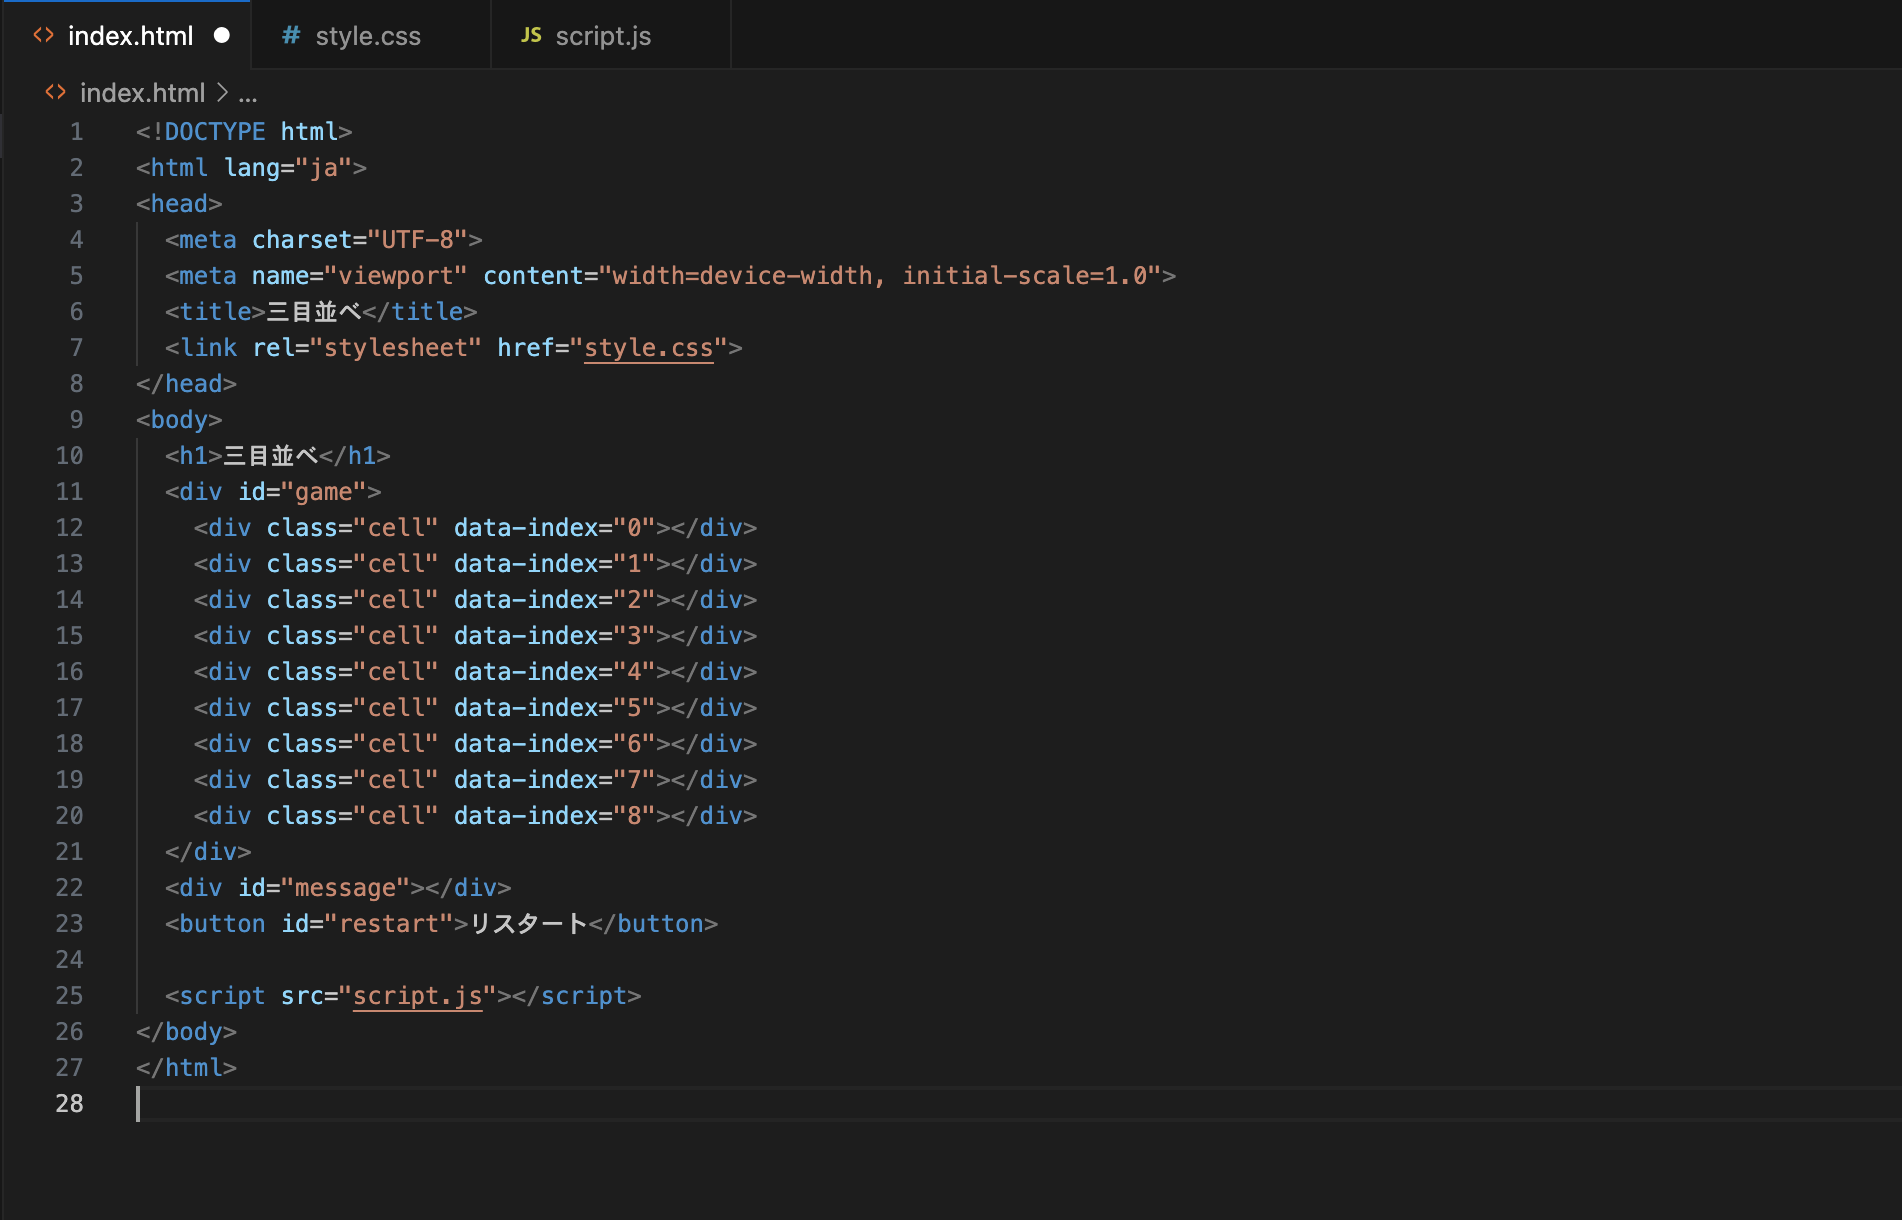 index.html style.css JS script.js
index.html > ...
1 <!DOCTYPE html>
2 <html lang="ja">
3 <head>
4   <meta charset="UTF-8">
5   <meta name="viewport" content="width=device-width, initial-scale=1.0">
6   <title>三目並べ</title>
7   <link rel="stylesheet" href="style.css">
8 </head>
9 <body>
10   <h1>三目並べ</h1>
11   <div id="game">
12     <div class="cell" data-index="0"></div>
13     <div class="cell" data-index="1"></div>
14     <div class="cell" data-index="2"></div>
15     <div class="cell" data-index="3"></div>
16     <div class="cell" data-index="4"></div>
17     <div class="cell" data-index="5"></div>
18     <div class="cell" data-index="6"></div>
19     <div class="cell" data-index="7"></div>
20     <div class="cell" data-index="8"></div>
21   </div>
22   <div id="message"></div>
23   <button id="restart">リスタート</button>
24
25   <script src="script.js"></script>
26 </body>
27 </html>
28